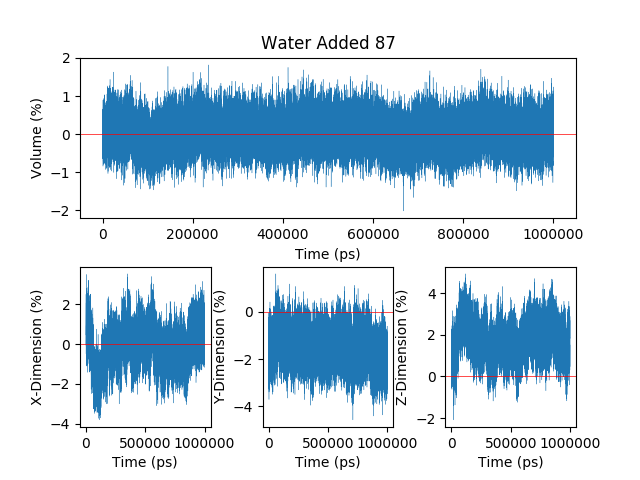 Water Added 87
Volume (%)
2
1
0
−1
−2
0 200000 400000 600000 800000 1000000
Time (ps)
X-Dimension (%)
2
0
−2
−4
0 500000 1000000
Time (ps)
Y-Dimension (%)
0
−2
−4
0 500000 1000000
Time (ps)
Z-Dimension (%)
4
2
0
−2
0 500000 1000000
Time (ps)